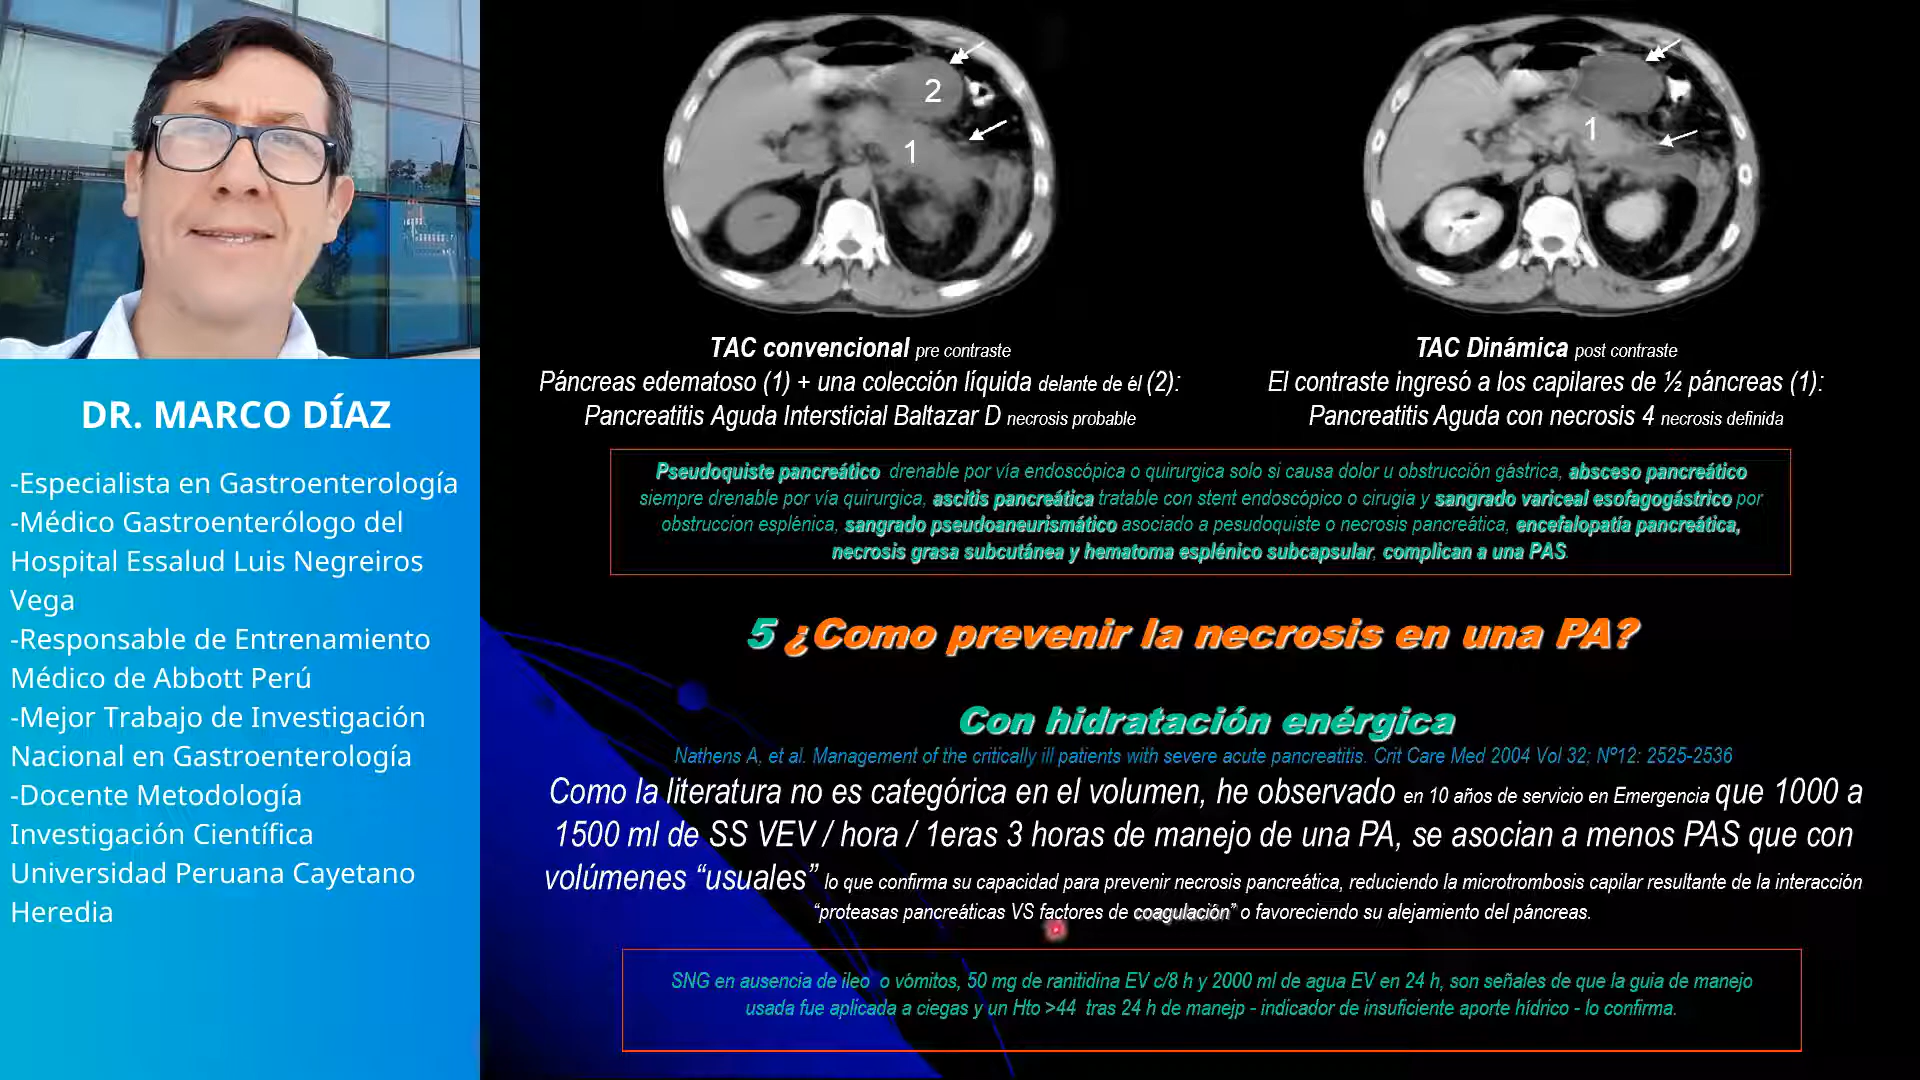 DR. MARCO DÍAZ
-Especialista en Gastroenterología
-Médico Gastroenterólogo del
Hospital Essalud Luis Negreiros
Vega
-Responsable de Entrenamiento
Médico de Abbott Perú
-Mejor Trabajo de Investigación
Nacional en Gastroenterología
-Docente Metodología
Investigación Científica
Universidad Peruana Cayetano
Heredia
2
1
1
TAC convencional pre contraste
Páncreas edematoso (1) + una colección líquida delante de él (2):
Pancreatitis Aguda Intersticial Baltazar D necrosis probable
TAC Dinámica post contraste
El contraste ingresó a los capilares de ½ páncreas (1):
Pancreatitis Aguda con necrosis 4 necrosis definida
Pseudoquiste pancreático drenable por vía endoscópica o quirurgica solo si causa dolor u obstrucción gástrica, absceso pancreático
siempre drenable por vía quirurgica, ascitis pancreática tratable con stent endoscópico o cirugia y sangrado variceal esofagogástrico por
obstruccion esplénica, sangrado pseudoaneurismático asociado a pesudoquiste o necrosis pancreática, encefalopatía pancreática,
necrosis grasa subcutánea y hematoma esplénico subcapsular, complican a una PAS.
5 ¿Como prevenir la necrosis en una PA?
Con hidratación enérgica
Nathens A, et al. Management of the critically ill patients with severe acute pancreatitis. Crit Care Med 2004 Vol 32; Nº12: 2525-2536
Como la literatura no es categórica en el volumen, he observado en 10 años de servicio en Emergencia que 1000 a
1500 ml de SS VEV / hora / 1eras 3 horas de manejo de una PA, se asocian a menos PAS que con
volúmenes “usuales” lo que confirma su capacidad para prevenir necrosis pancreática, reduciendo la microtrombosis capilar resultante de la interacción
“proteasas pancreáticas VS factores de coagulación” o favoreciendo su alejamiento del páncreas.
SNG en ausencia de ileo o vómitos, 50 mg de ranitidina EV c/8 h y 2000 ml de agua EV en 24 h, son señales de que la guia de manejo
usada fue aplicada a ciegas y un Hto >44 tras 24 h de manejp - indicador de insuficiente aporte hídrico - lo confirma.